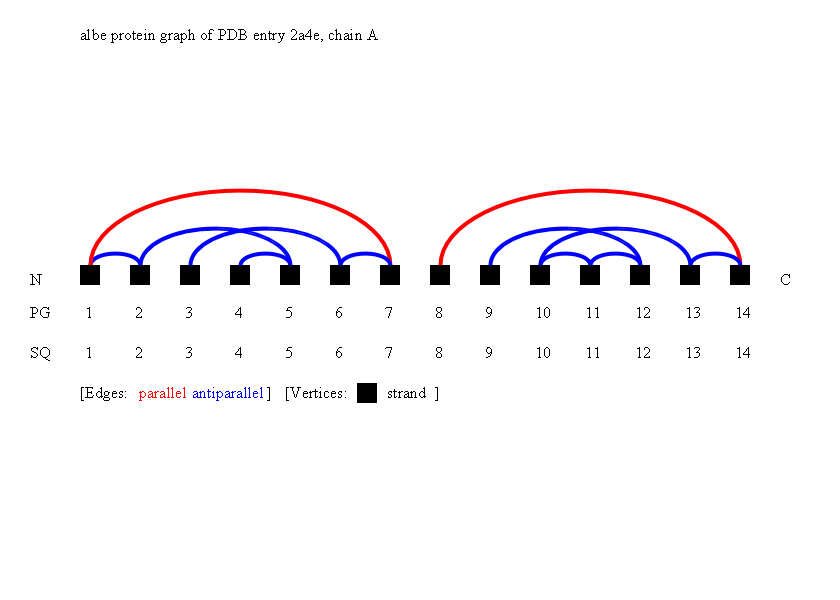 albe protein graph of PDB entry 2a4e, chain A
N C
PG 1 2 3 4 5 6 7 8 9 10 11 12 13 14
SQ 1 2 3 4 5 6 7 8 9 10 11 12 13 14
[Edges: parallel antiparallel] [Vertices: strand ]